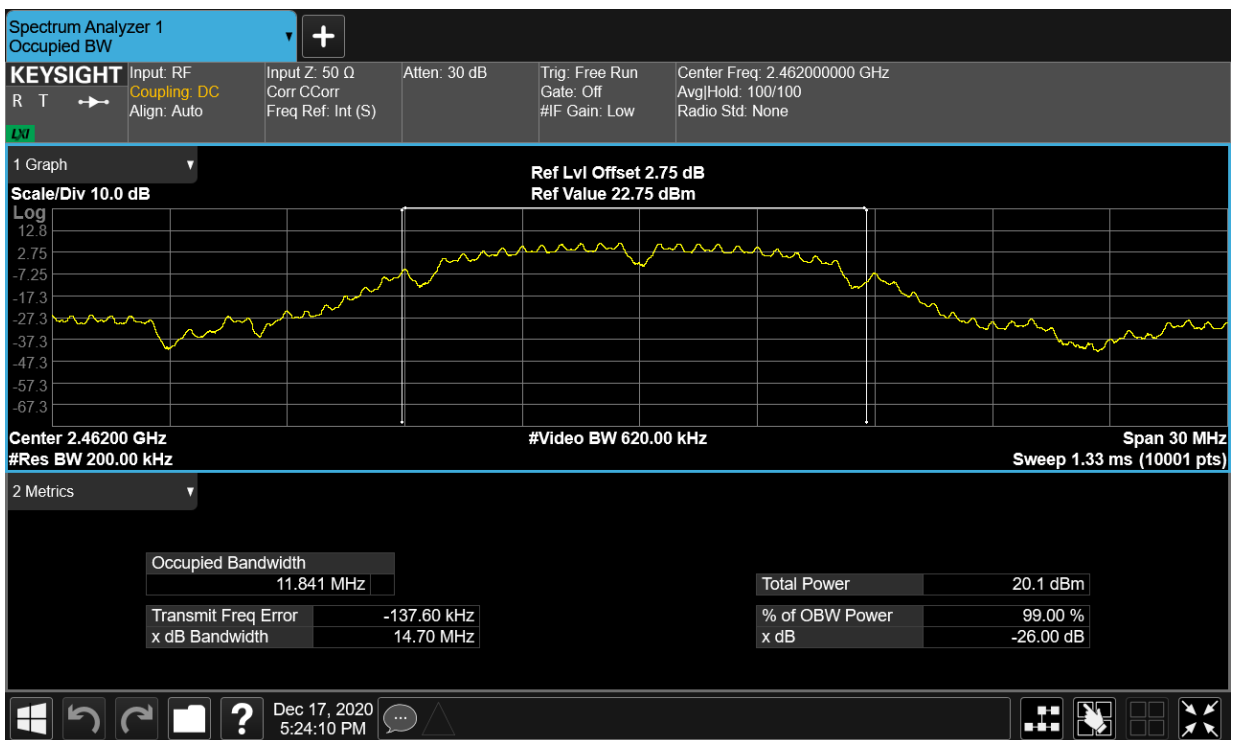 Spectrum Analyzer 1
Occupied BW
KEYSIGHT
R T
LXI
Input: RF
Coupling: DC
Align: Auto
Input Z: 50 Ω
Corr CCorr
Freq Ref: Int (S)
Atten: 30 dB
Trig: Free Run
Gate: Off
#IF Gain: Low
Center Freq: 2.462000000 GHz
Avg|Hold: 100/100
Radio Std: None
1 Graph
Scale/Div 10.0 dB
Ref Lvl Offset 2.75 dB
Ref Value 22.75 dBm
Log
12.8
2.75
-7.25
-17.3
-27.3
-37.3
-47.3
-57.3
-67.3
Center 2.46200 GHz
#Video BW 620.00 kHz
Span 30 MHz
#Res BW 200.00 kHz
Sweep 1.33 ms (10001 pts)
2 Metrics
Occupied Bandwidth
11.841 MHz
Total Power 20.1 dBm
Transmit Freq Error -137.60 kHz
% of OBW Power 99.00 %
x dB Bandwidth 14.70 MHz
x dB -26.00 dB
?
Dec 17, 2020
5:24:10 PM